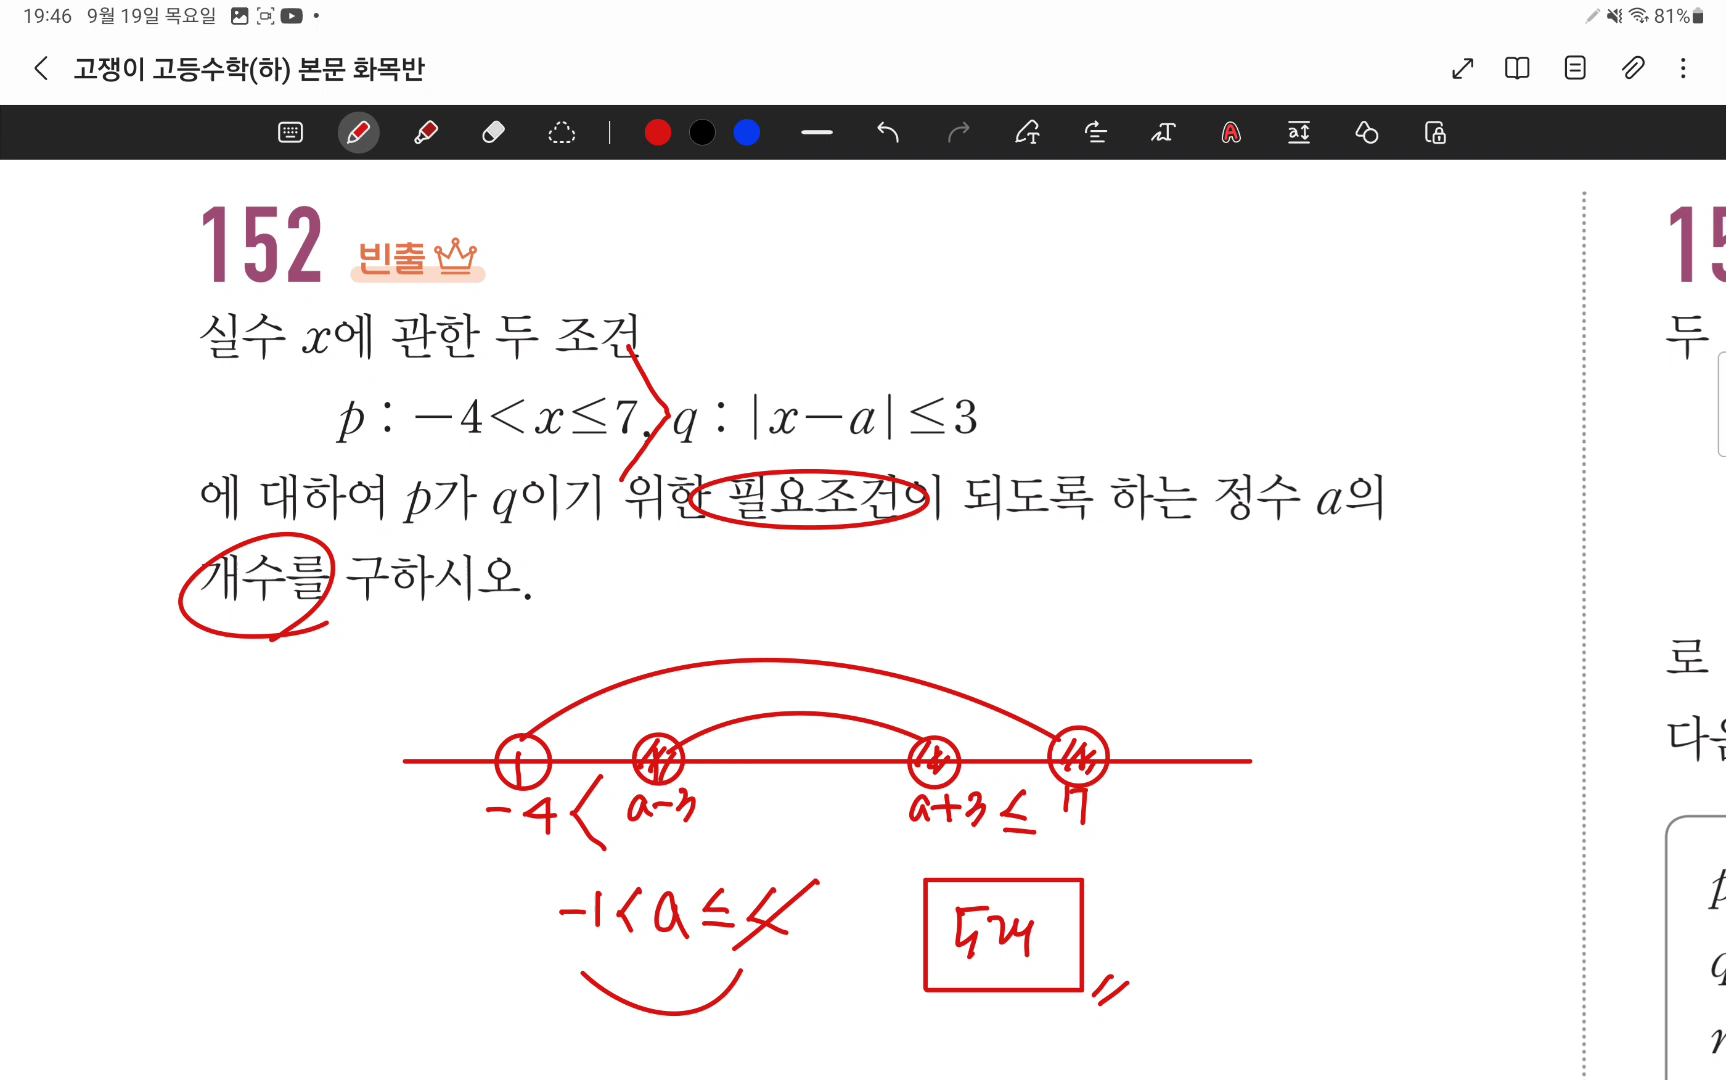 19:46 9월 19일 목요일 81%
고쟁이 고등수학(하) 본문 화목반
152 빈출
실수 x에 관한 두 조건
p : −4<x≤7, q : |x−a|≤3
에 대하여 p가 q이기 위한 필요조건이 되도록 하는 정수 a의
개수를 구하시오.
−4 < a−3 a+3 ≤ 7
−1 < a ≤ 4
5개
두
로
p
q
r